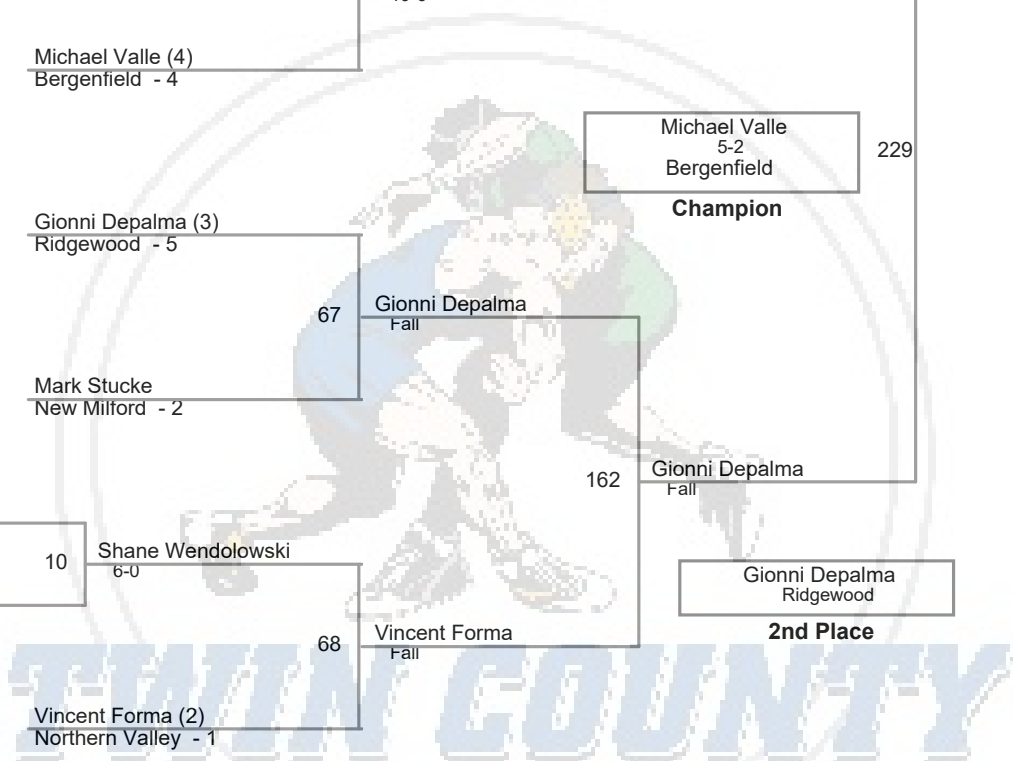 Michael Valle (4)
Bergenfield - 4
Michael Valle
5-2
Bergenfield
229
Champion
Gionni Depalma (3)
Ridgewood - 5
67
Gionni Depalma
Fall
Mark Stucke
New Milford - 2
162
Gionni Depalma
Fall
10
Shane Wendolowski
6-0
Gionni Depalma
Ridgewood
2nd Place
68
Vincent Forma
Fall
Vincent Forma (2)
Northern Valley - 1
TWIN COUNTY